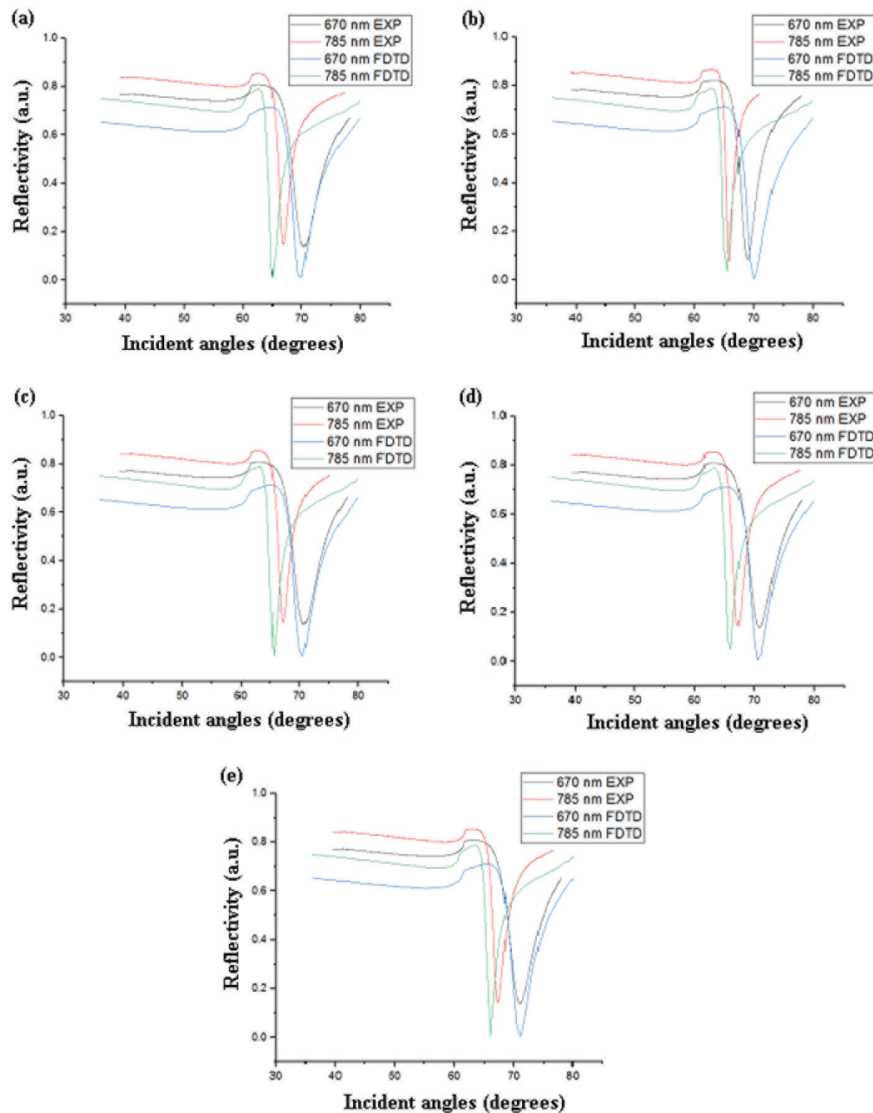 (a)
670 nm EXP
785 nm EXP
670 nm FDTD
785 nm FDTD
Reflectivity (a.u.)
1.0
0.8
0.6
0.4
0.2
0.0
30 40 50 60 70 80
Incident angles (degrees)
(b)
670 nm EXP
785 nm EXP
670 nm FDTD
785 nm FDTD
Reflectivity (a.u.)
1.0
0.8
0.6
0.4
0.2
0.0
30 40 50 60 70 80
Incident angles (degrees)
(c)
670 nm EXP
785 nm EXP
670 nm FDTD
785 nm FDTD
Reflectivity (a.u.)
1.0
0.8
0.6
0.4
0.2
0.0
30 40 50 60 70 80
Incident angles (degrees)
(d)
670 nm EXP
785 nm EXP
670 nm FDTD
785 nm FDTD
Reflectivity (a.u.)
1.0
0.8
0.6
0.4
0.2
0.0
30 40 50 60 70 80
Incident angles (degrees)
(e)
670 nm EXP
785 nm EXP
670 nm FDTD
785 nm FDTD
Reflectivity (a.u.)
1.0
0.8
0.6
0.4
0.2
0.0
30 40 50 60 70 80
Incident angles (degrees)